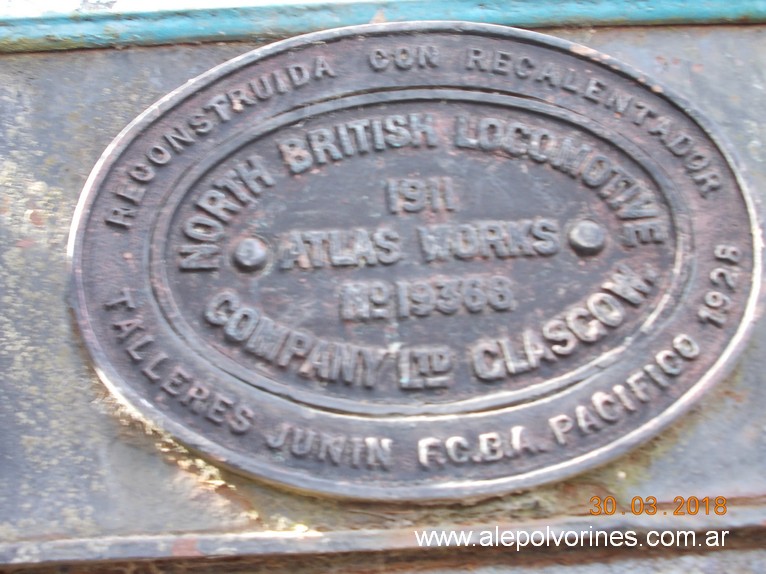 RECONSTRUIDA CON RECALENTADOR
NORTH BRITISH LOCOMOTIVE
1911
ATLAS WORKS
No 19368
COMPANY LTD GLASGOW.
TALLERES JUNIN F.C.B.A. PACIFICO 1928
30.03.2018
www.alepolvorines.com.ar